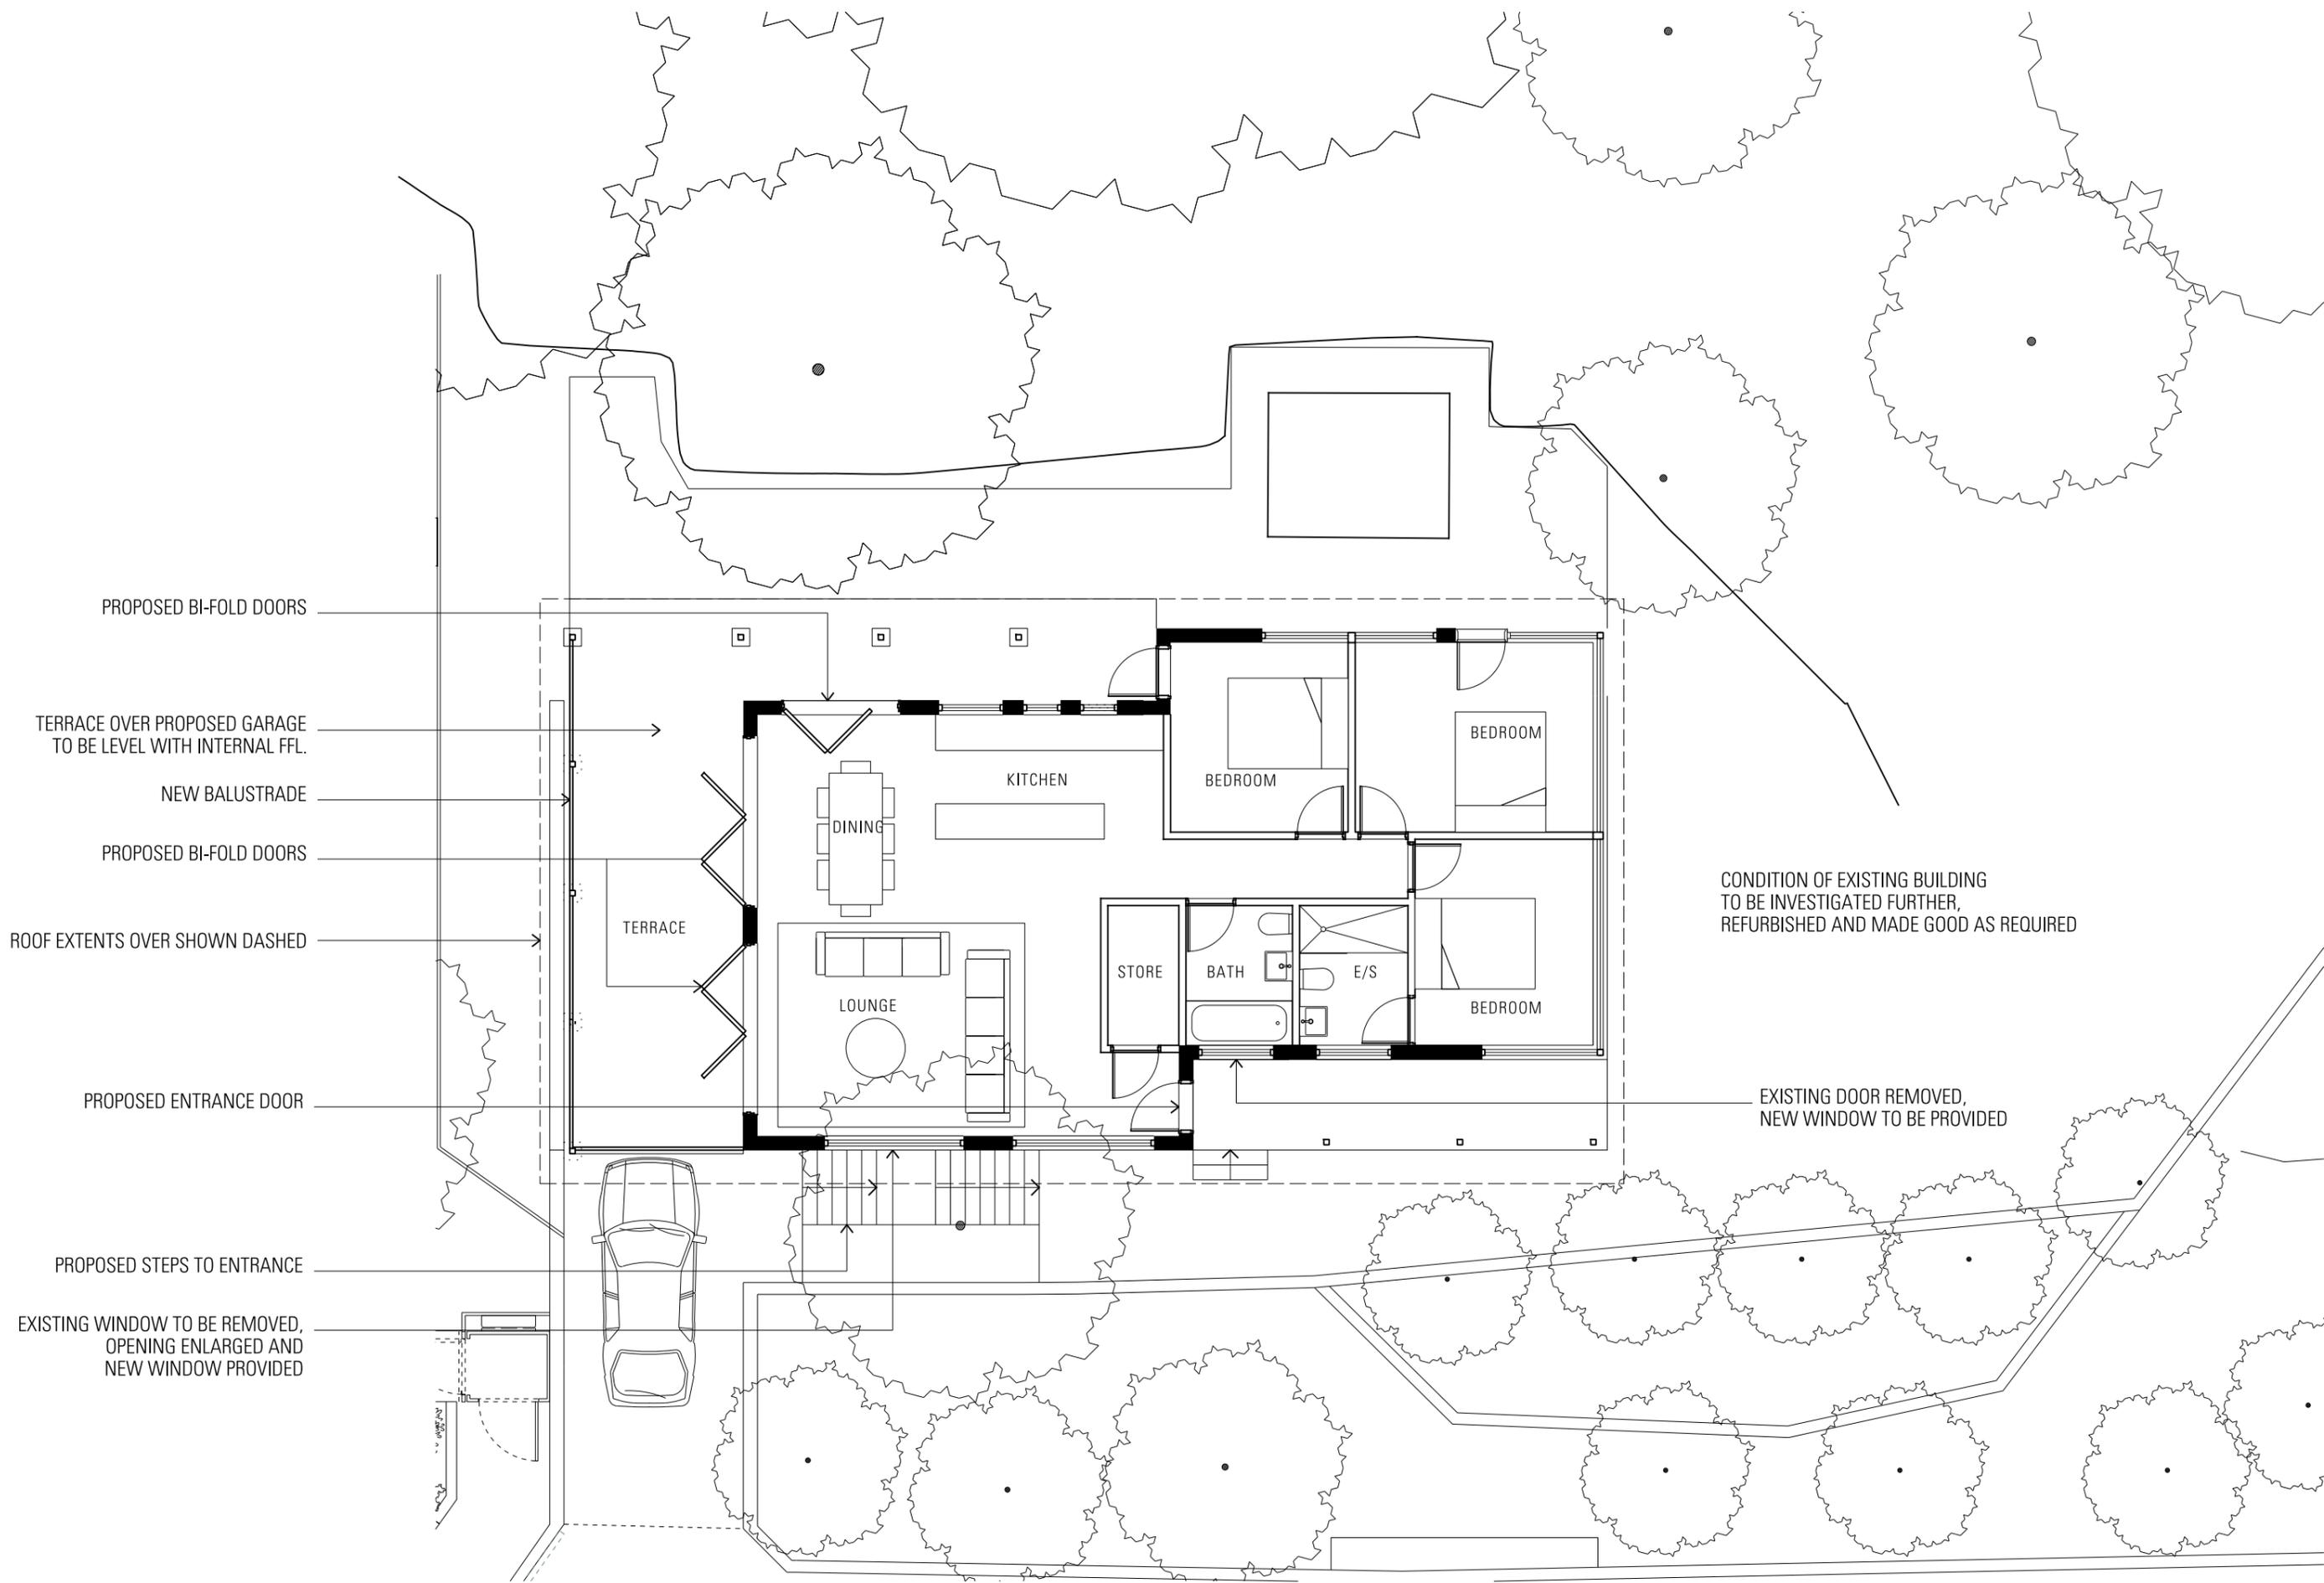 PROPOSED BI-FOLD DOORS
TERRACE OVER PROPOSED GARAGE
TO BE LEVEL WITH INTERNAL FFL.
NEW BALUSTRADE
PROPOSED BI-FOLD DOORS
ROOF EXTENTS OVER SHOWN DASHED
PROPOSED ENTRANCE DOOR
PROPOSED STEPS TO ENTRANCE
EXISTING WINDOW TO BE REMOVED,
OPENING ENLARGED AND
NEW WINDOW PROVIDED
TERRACE
DINING
KITCHEN
LOUNGE
BEDROOM
BEDROOM
STORE
BATH
E/S
BEDROOM
CONDITION OF EXISTING BUILDING
TO BE INVESTIGATED FURTHER,
REFURBISHED AND MADE GOOD AS REQUIRED
EXISTING DOOR REMOVED,
NEW WINDOW TO BE PROVIDED